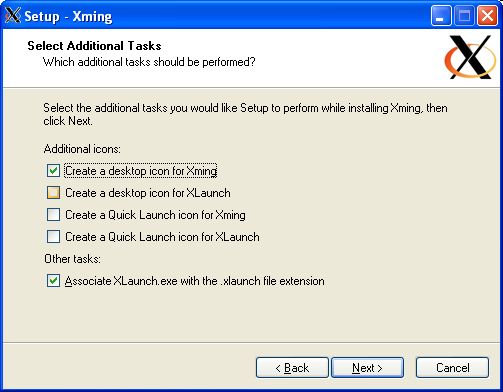 Setup - Xming
Select Additional Tasks
Which additional tasks should be performed?
Select the additional tasks you would like Setup to perform while installing Xming, then
click Next.
Additional icons:
Create a desktop icon for Xming
Create a desktop icon for XLaunch
Create a Quick Launch icon for Xming
Create a Quick Launch icon for XLaunch
Other tasks:
Associate XLaunch.exe with the .xlaunch file extension
< Back
Next >
Cancel